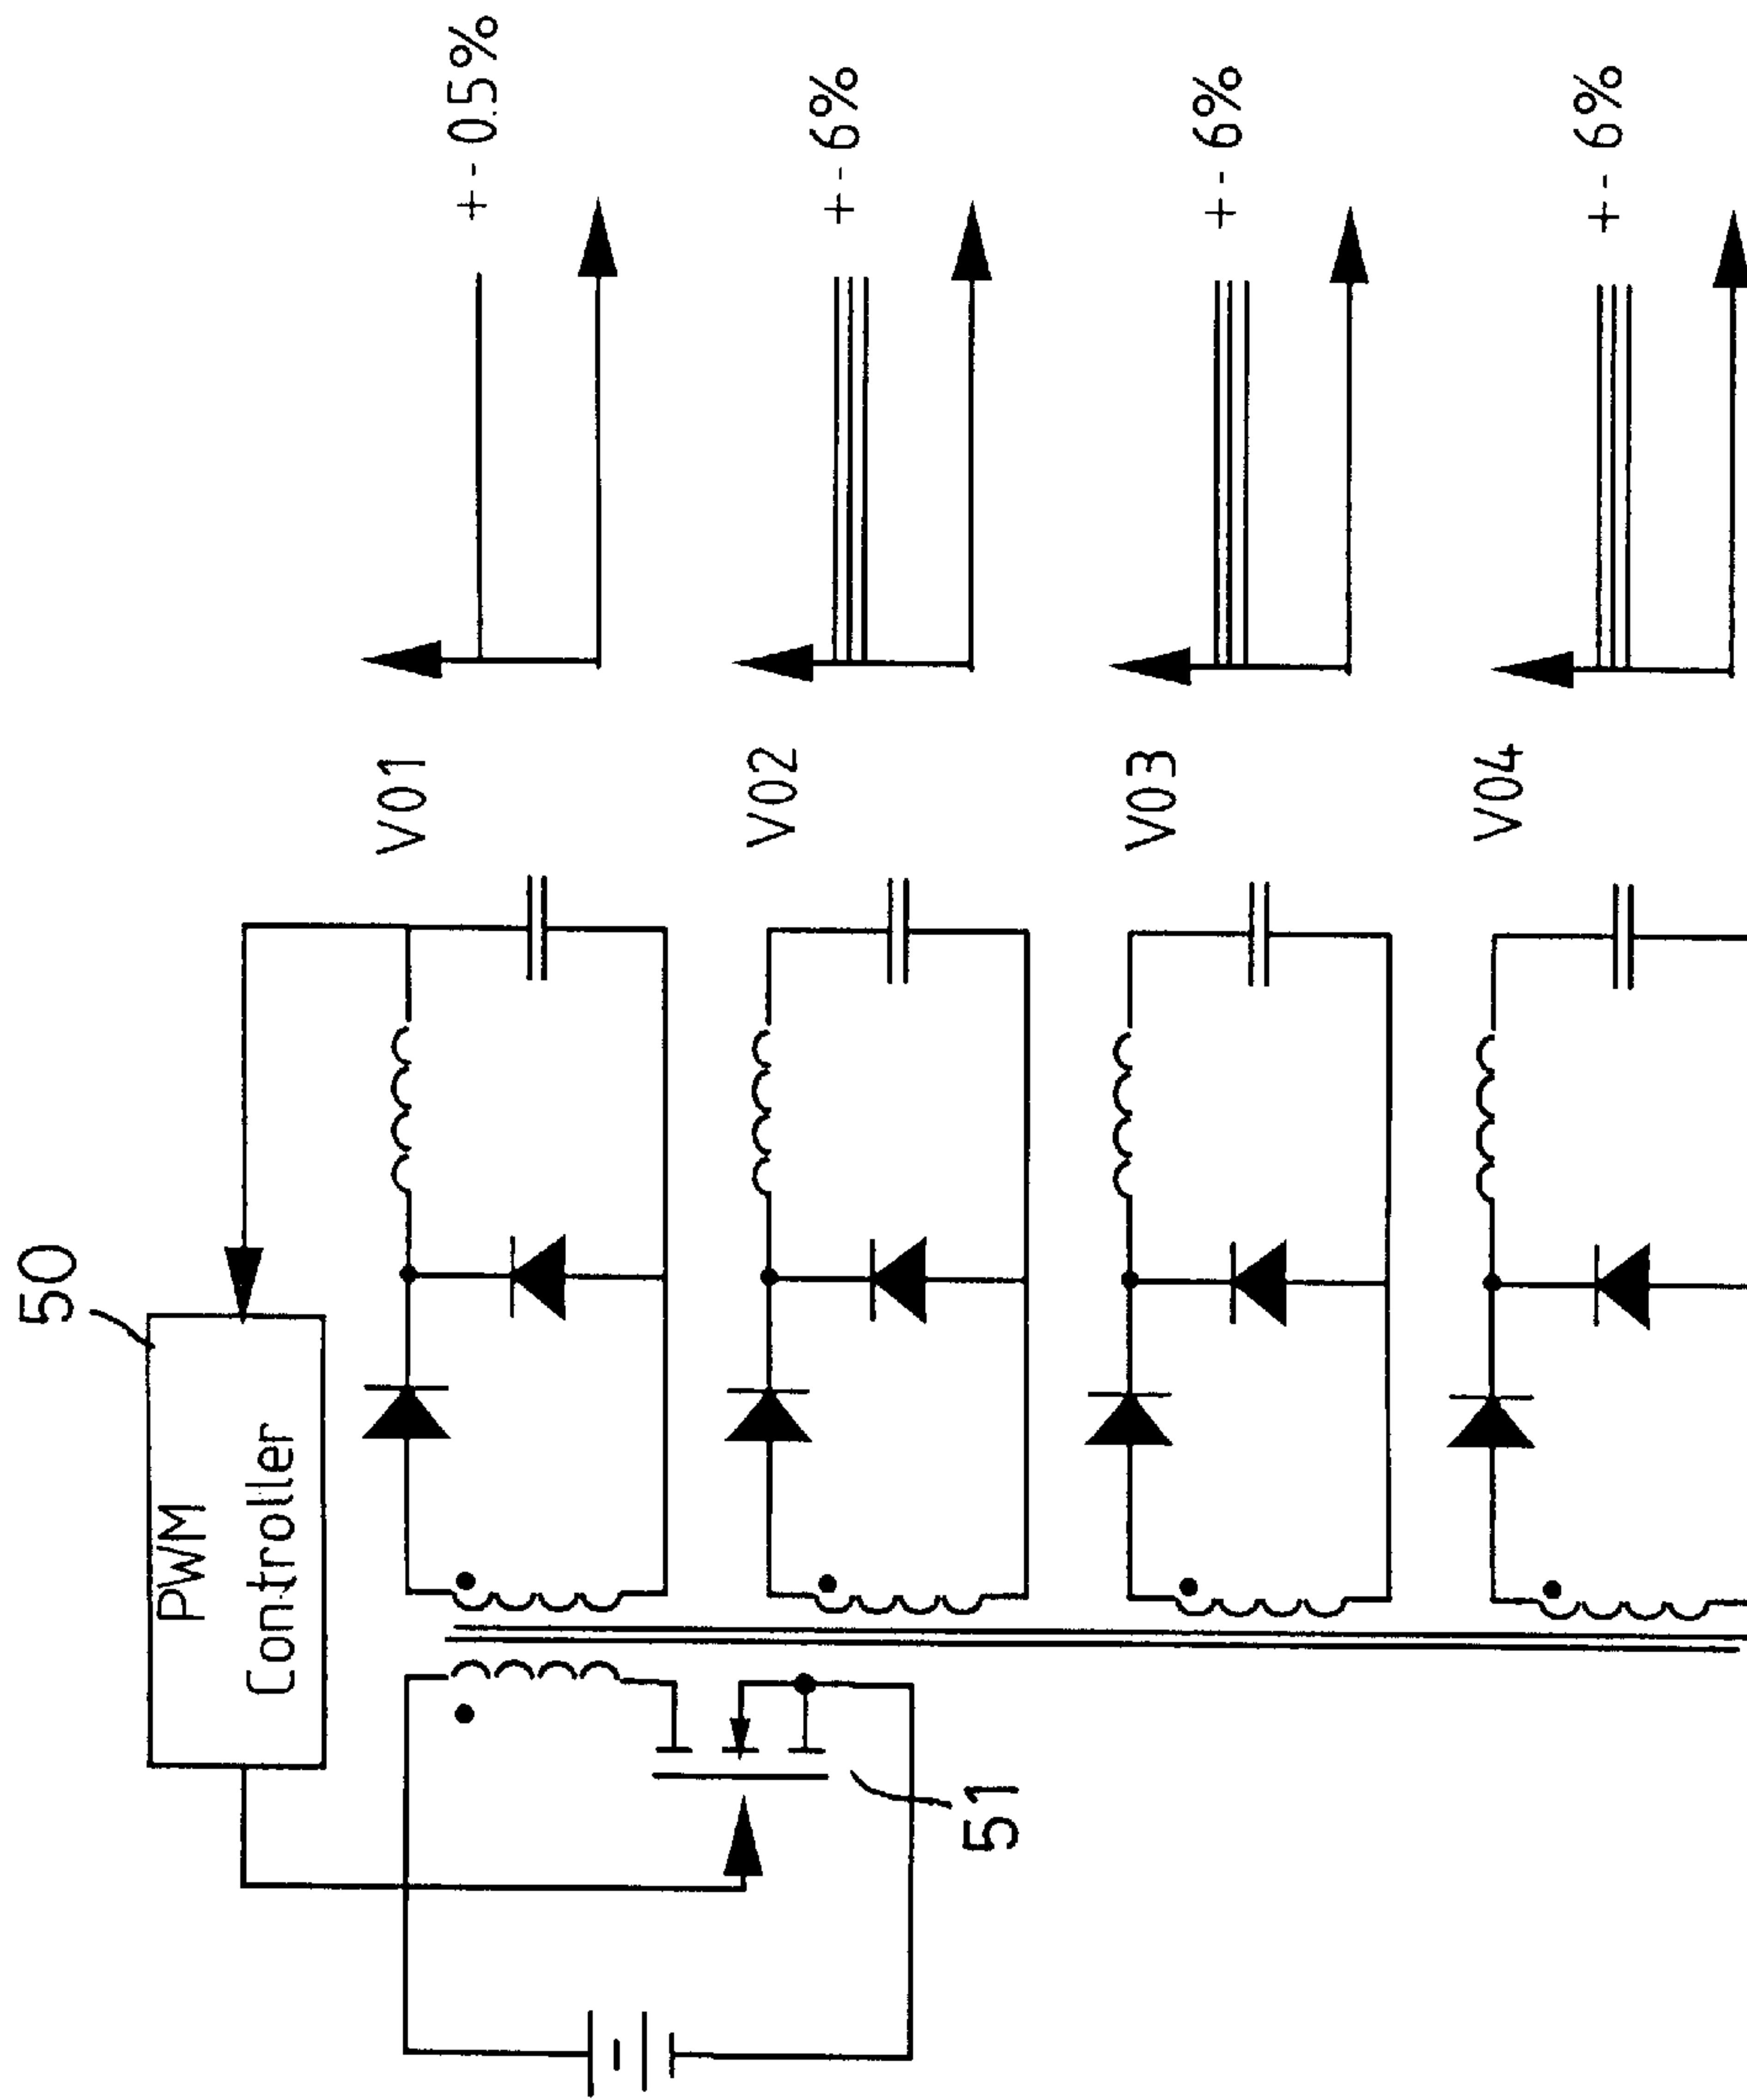 50
PWM
Controller
51
V01
+- 0.5%
V02
+- 6%
V03
+- 6%
V04
+- 6%